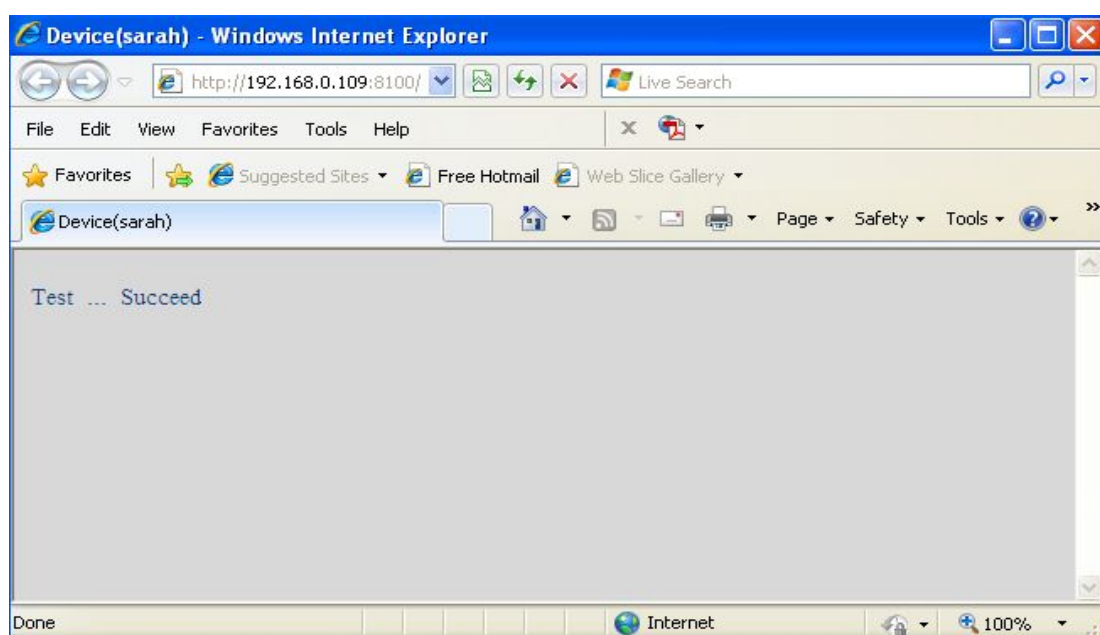 Device(sarah) - Windows Internet Explorer
http://192.168.0.109:8100/ Live Search
File Edit View Favorites Tools Help x
Favorites Suggested Sites Free Hotmail Web Slice Gallery
Device(sarah) Page Safety Tools »
Test ... Succeed
Done Internet 100%